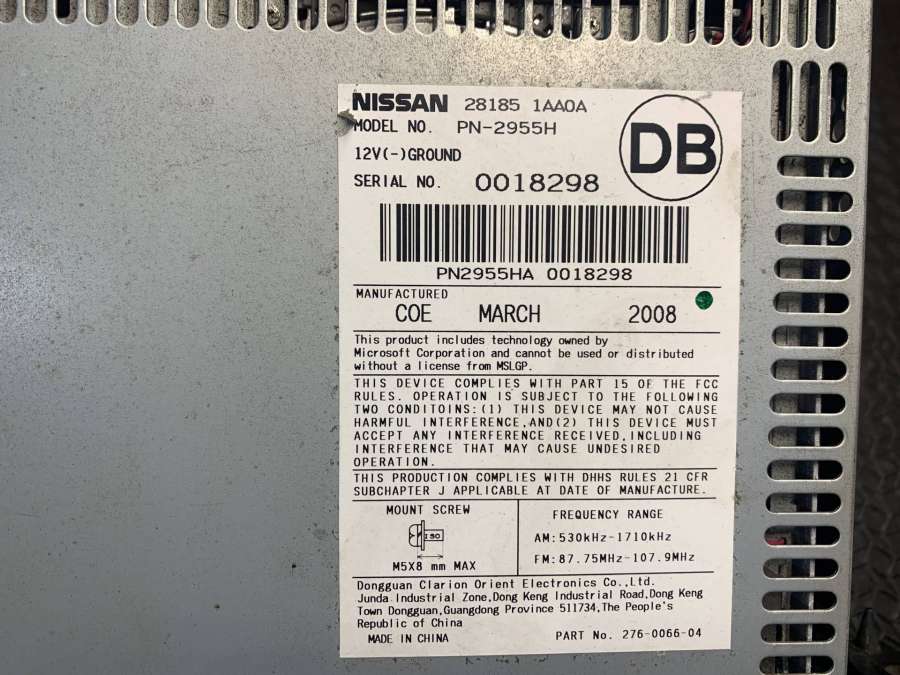 NISSAN 28185 1AA0A
MODEL NO. PN-2955H
DB
12V(-)GROUND
SERIAL NO. 0018298
PN2955HA 0018298
MANUFACTURED
COE MARCH 2008
This product includes technology owned by
Microsoft Corporation and cannot be used or distributed
without a license from MSLGP.
THIS DEVICE COMPLIES WITH PART 15 OF THE FCC
RULES. OPERATION IS SUBJECT TO THE FOLLOWING
TWO CONDITOINS:(1) THIS DEVICE MAY NOT CAUSE
HARMFUL INTERFERENCE,AND(2) THIS DEVICE MUST
ACCEPT ANY INTERFERENCE RECEIVED,INCLUDING
INTERFERENCE THAT MAY CAUSE UNDESIRED
OPERATION.
THIS PRODUCTION COMPLIES WITH DHHS RULES 21 CFR
SUBCHAPTER J APPLICABLE AT DATE OF MANUFACTURE.
MOUNT SCREW
ISO
M5X8 mm MAX
FREQUENCY RANGE
AM:530kHz-1710kHz
FM:87.75MHz-107.9MHz
Dongguan Clarion Orient Electronics Co.,Ltd.
Junda Industrial Zone,Dong Keng Industrial Road,Dong Keng
Town Dongguan,Guangdong Province 511734,The People's
Republic of China
MADE IN CHINA PART No. 276-0066-04